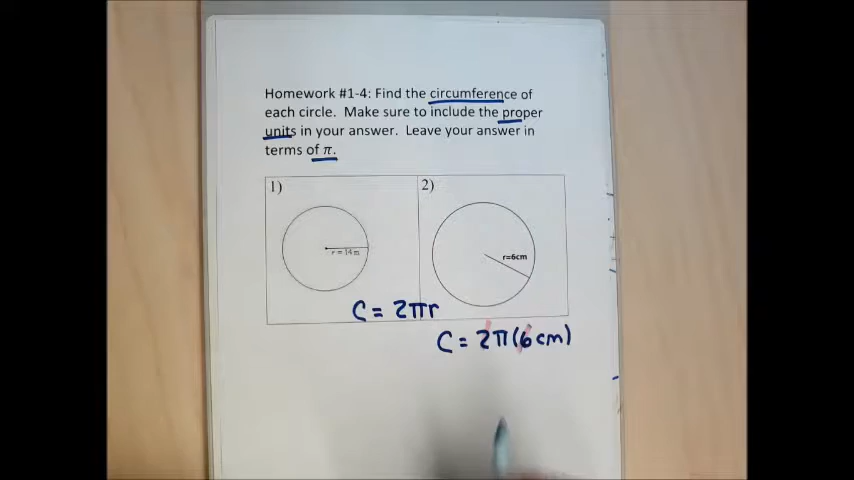 Homework #1-4: Find the circumference of
each circle. Make sure to include the proper
units in your answer. Leave your answer in
terms of π.
1)
2)
r = 14m
r=6cm
C = 2πr
C = 2π(6cm)